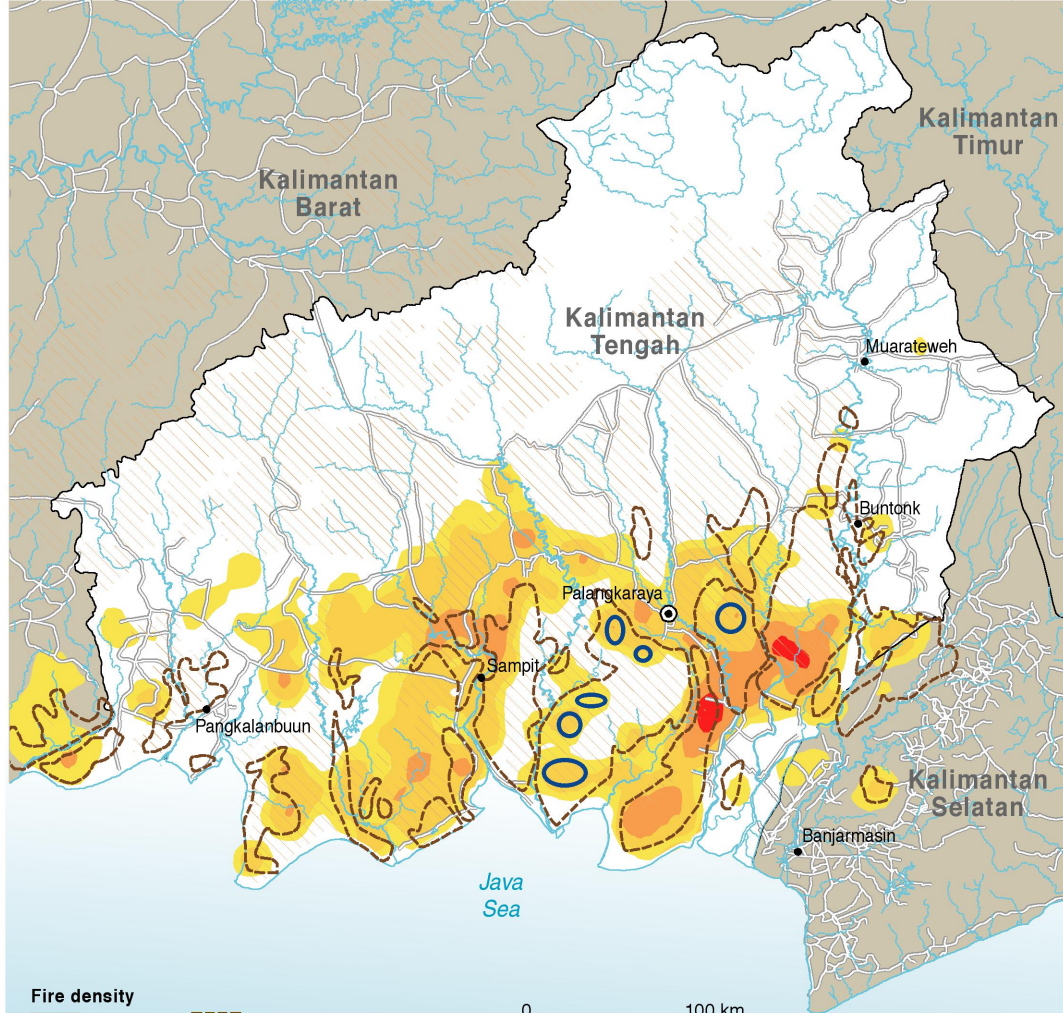 Kalimantan
Timur
Kalimantan
Barat
Kalimantan
Tengah
Muarateweh
Buntonk
Palangkaraya
Sampit
Pangkalanbuun
Kalimantan
Selatan
Banjarmasin
Java
Sea
Fire density
0 100 km